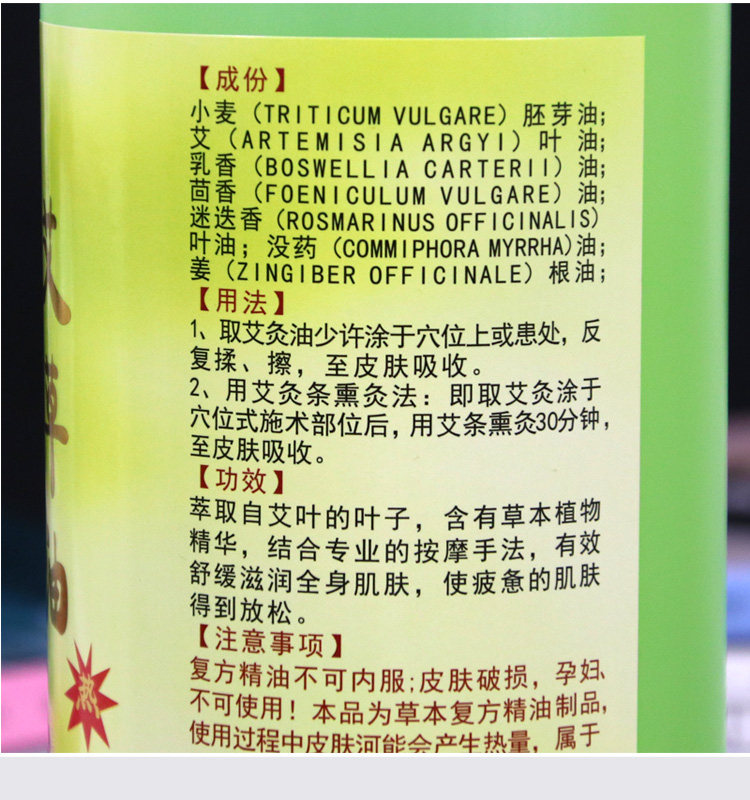 【成份】
小麦（TRITICUM VULGARE）胚芽油；
艾（ARTEMISIA ARGYI）叶 油；
乳香（BOSWELLIA CARTERII）油；
茴香（FOENICULUM VULGARE）油；
迷迭香（ROSMARINUS OFFICINALIS）
叶油；没药（COMMIPHORA MYRRHA)油；
姜（ZINGIBER OFFICINALE）根油；
【用法】
1、取艾灸油少许涂于穴位上或患处，反
复揉、擦，至皮肤吸收。
2、用艾灸条熏灸法：即取艾灸涂于
穴位式施术部位后，用艾条熏灸30分钟，
至皮肤吸收。
【功效】
萃取自艾叶的叶子，含有草本植物
精华，结合专业的按摩手法，有效
舒缓滋润全身肌肤，使疲惫的肌肤
得到放松。
【注意事项】
复方精油不可内服;皮肤破损，孕妇、
不可使用！本品为草本复方精油制品，
使用过程中皮肤河能会产生热量，属于
艾
草
油
热